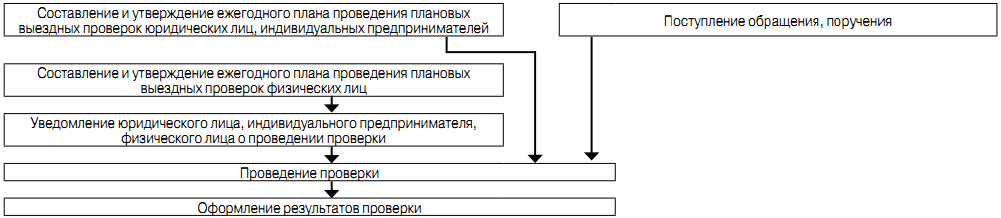 Составление и утверждение ежегодного плана проведения плановых
выездных проверок юридических лиц, индивидуальных предпринимателей
Поступление обращения, поручения
Составление и утверждение ежегодного плана проведения плановых
выездных проверок физических лиц
Уведомление юридического лица, индивидуального предпринимателя,
физического лица о проведении проверки
Проведение проверки
Оформление результатов проверки